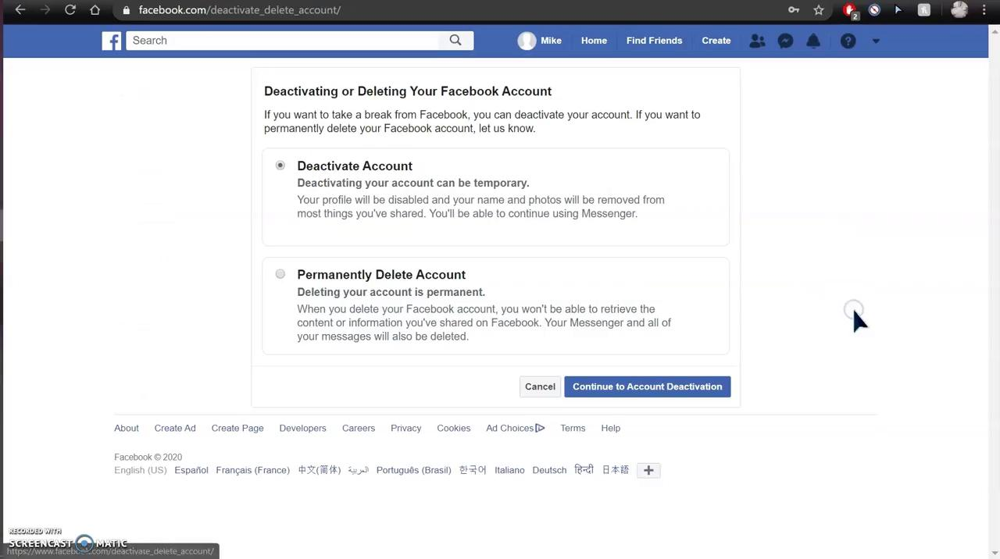 facebook.com/deactivate_delete_account/
2
f Search Mike Home Find Friends Create
Deactivating or Deleting Your Facebook Account
If you want to take a break from Facebook, you can deactivate your account. If you want to
permanently delete your Facebook account, let us know.
Deactivate Account
Deactivating your account can be temporary.
Your profile will be disabled and your name and photos will be removed from
most things you've shared. You'll be able to continue using Messenger.
Permanently Delete Account
Deleting your account is permanent.
When you delete your Facebook account, you won't be able to retrieve the
content or information you've shared on Facebook. Your Messenger and all of
your messages will also be deleted.
Cancel Continue to Account Deactivation
About Create Ad Create Page Developers Careers Privacy Cookies Ad Choices Terms Help
Facebook © 2020
English (US) Español Français (France) 中文(简体) العربية Português (Brasil) 한국어 Italiano Deutsch हिन्दी 日本語
RECORDED WITH
SCREENCAST MATIC
https://www.facebook.com/deactivate_delete_account/